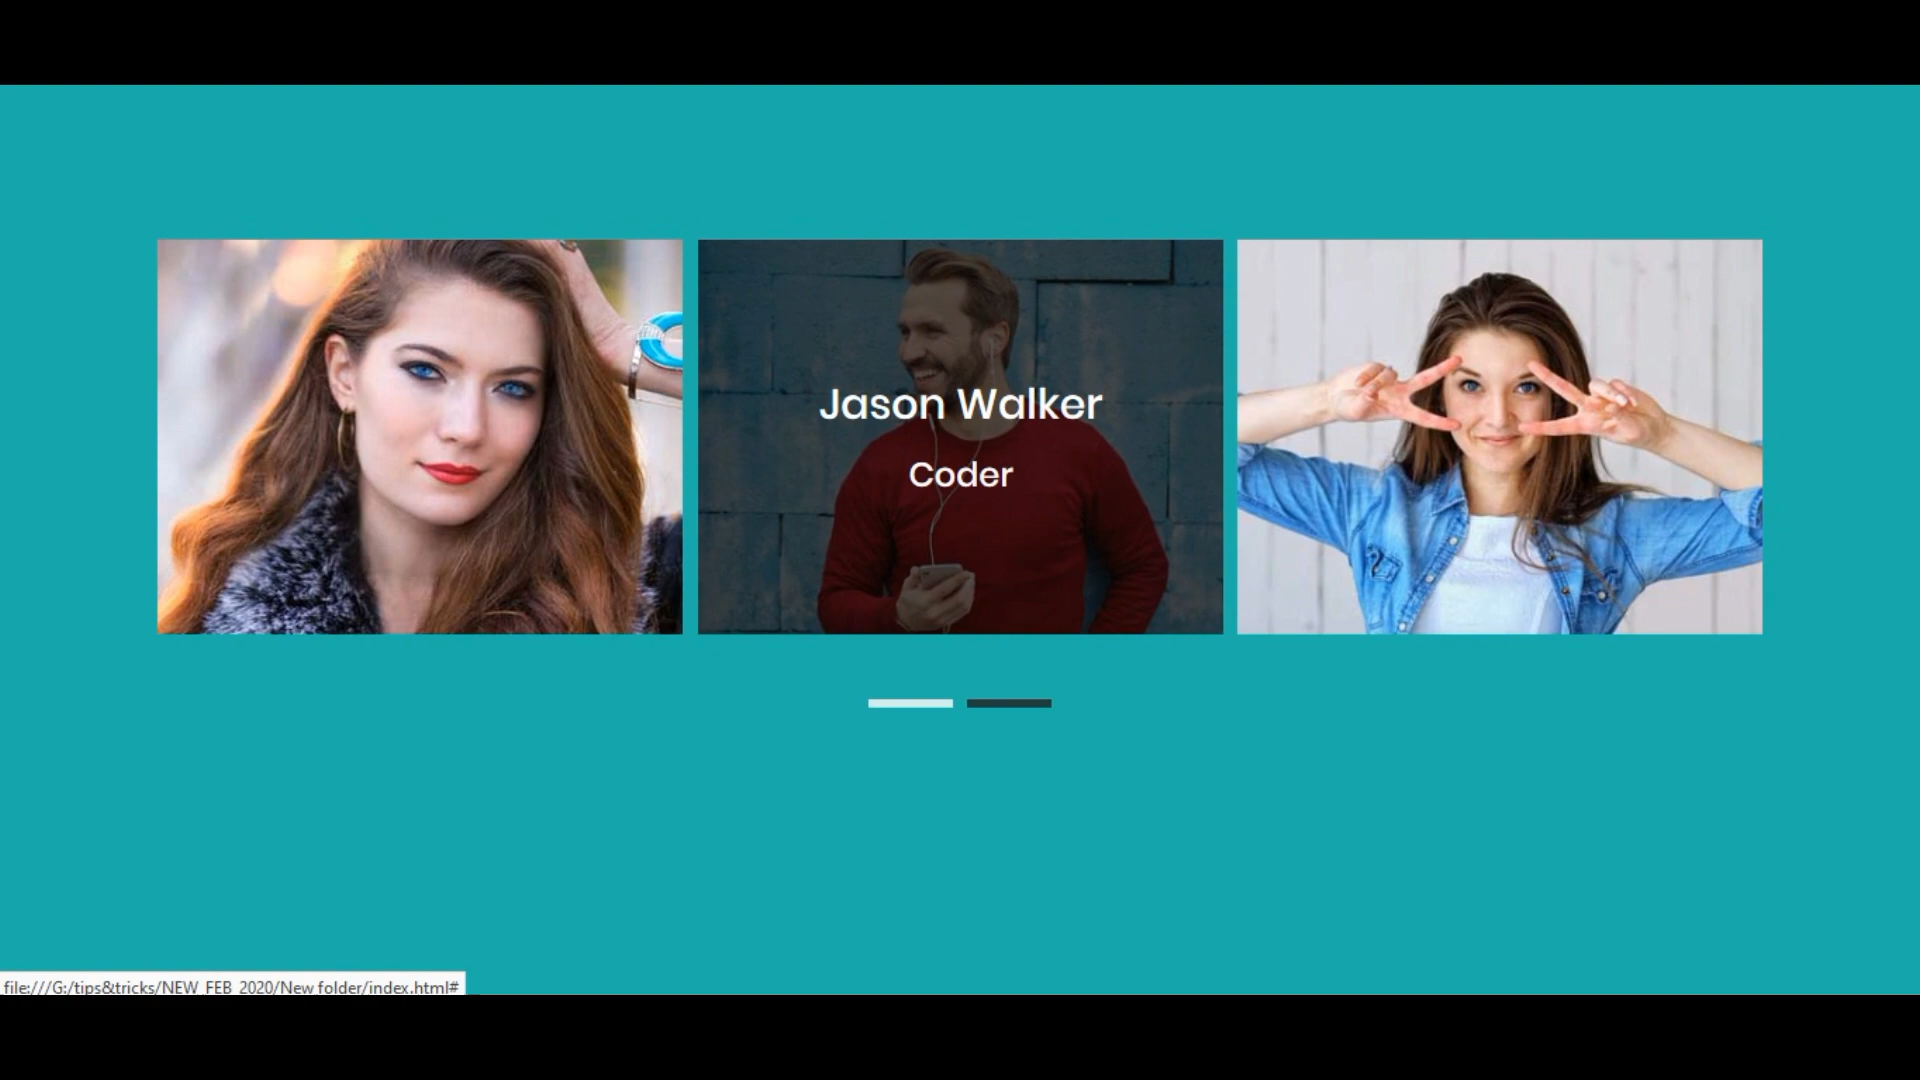 Jason Walker
Coder
file:///G:/tips&tricks/NEW_FEB_2020/New folder/index.html#